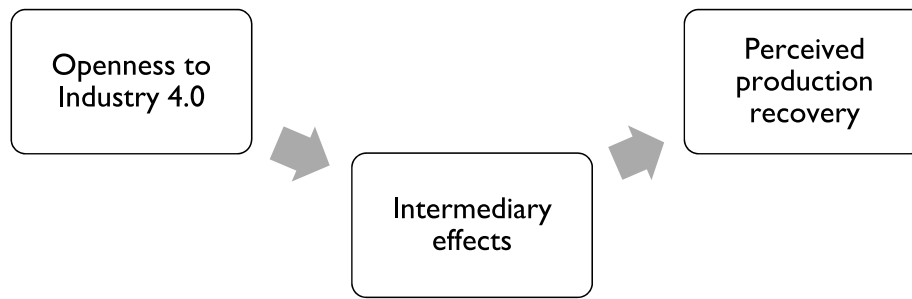 Openness to
Industry 4.0
Intermediary
effects
Perceived
production
recovery